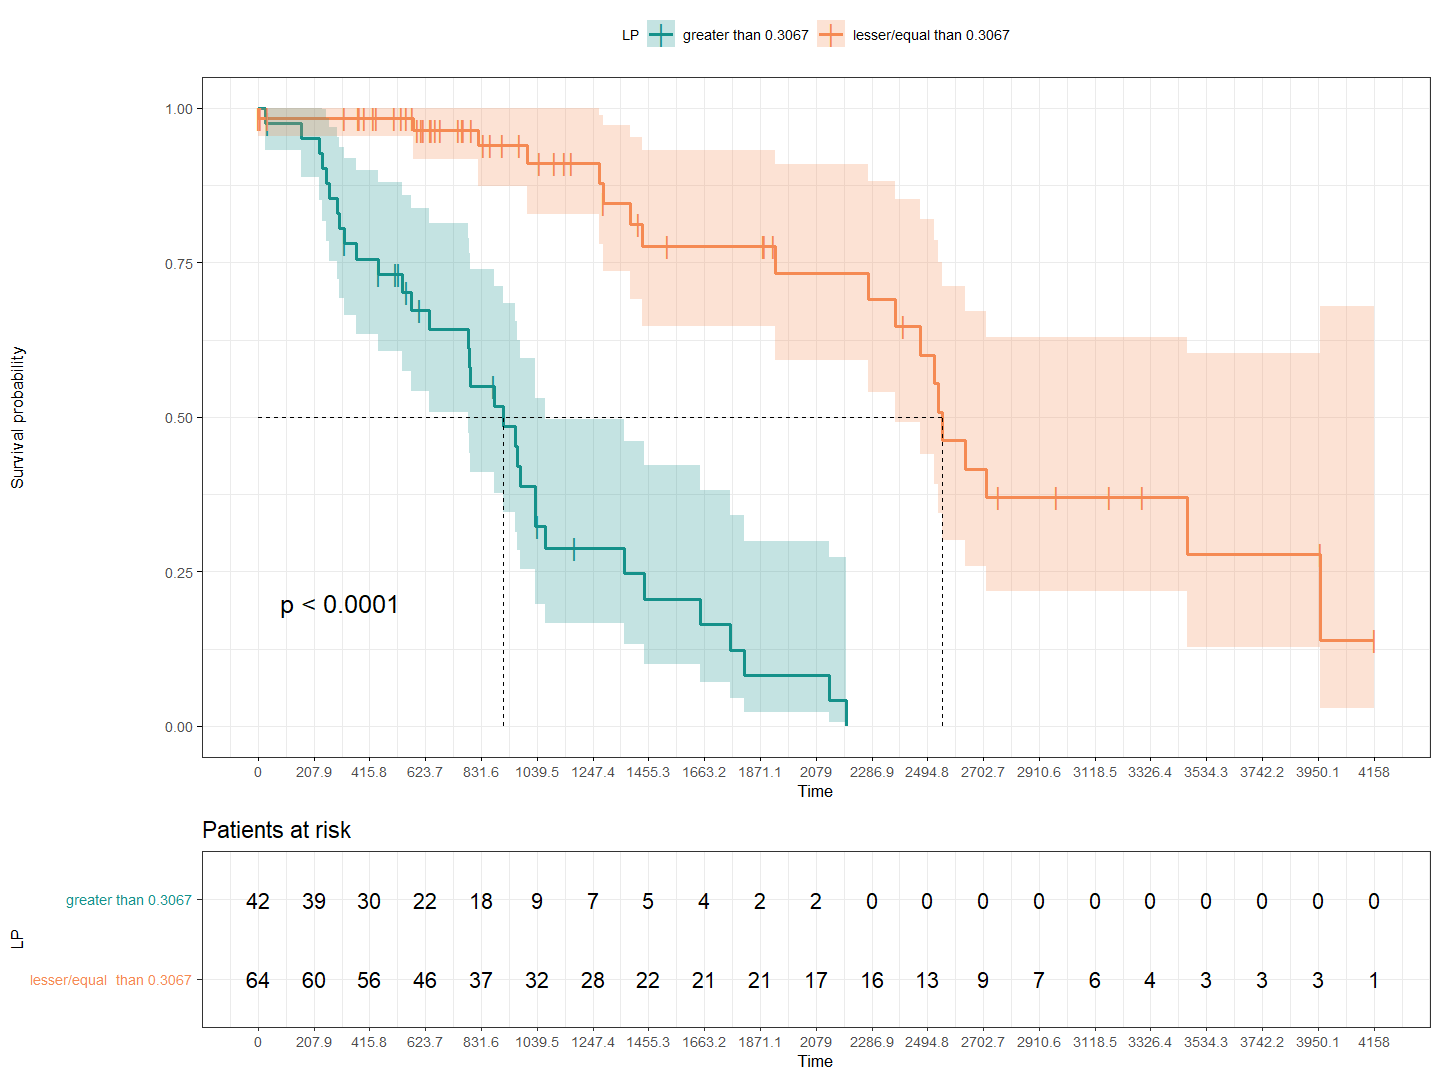 LP greater than 0.3067 lesser/equal than 0.3067
1.00
0.75
0.50
0.25
0.00
Survival probability
p < 0.0001
0 207.9 415.8 623.7 831.6 1039.5 1247.4 1455.3 1663.2 1871.1 2079 2286.9 2494.8 2702.7 2910.6 3118.5 3326.4 3534.3 3742.2 3950.1 4158
Time
Patients at risk
LP
greater than 0.3067 42 39 30 22 18 9 7 5 4 2 2 0 0 0 0 0 0 0 0 0 0
lesser/equal  than 0.3067 64 60 56 46 37 32 28 22 21 21 17 16 13 9 7 6 4 3 3 3 1
0 207.9 415.8 623.7 831.6 1039.5 1247.4 1455.3 1663.2 1871.1 2079 2286.9 2494.8 2702.7 2910.6 3118.5 3326.4 3534.3 3742.2 3950.1 4158
Time